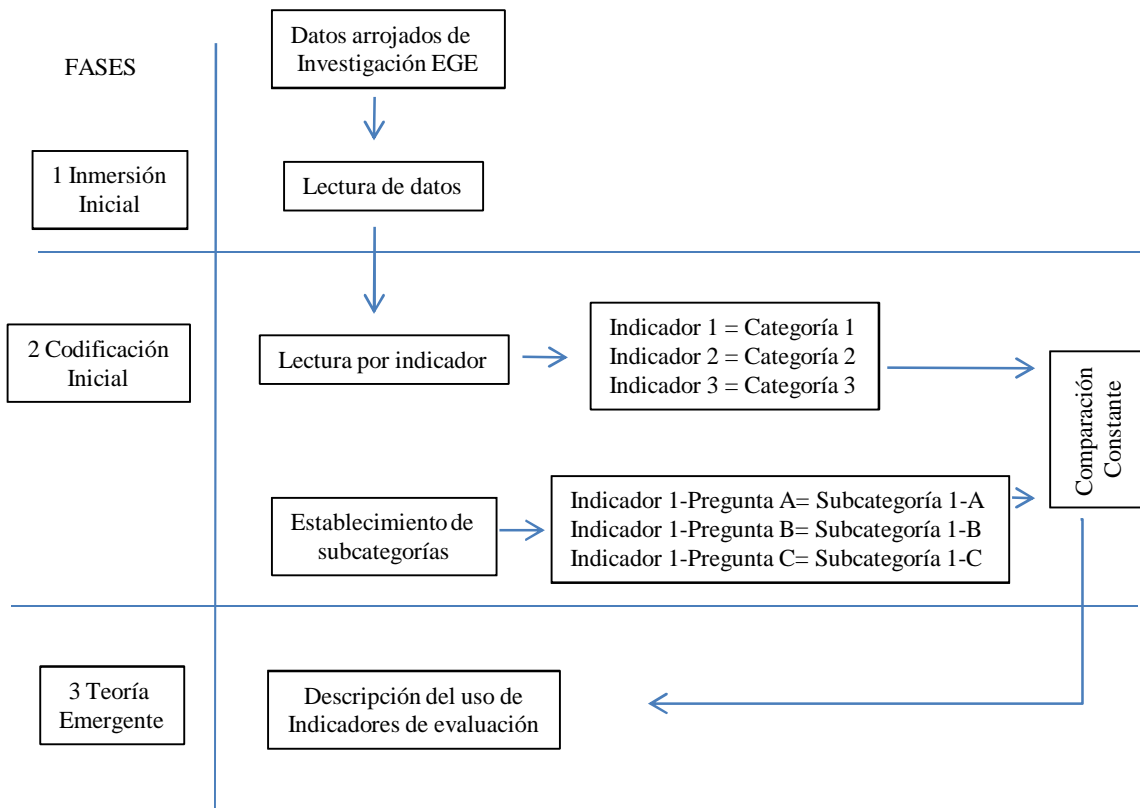 FASES
Datos arrojados de
Investigación EGE
1 Inmersión
Inicial
Lectura de datos
2 Codificación
Inicial
Lectura por indicador
Indicador 1 = Categoría 1
Indicador 2 = Categoría 2
Indicador 3 = Categoría 3
Comparación
Constante
Establecimiento de
subcategorías
Indicador 1-Pregunta A= Subcategoría 1-A
Indicador 1-Pregunta B= Subcategoría 1-B
Indicador 1-Pregunta C= Subcategoría 1-C
3 Teoría
Emergente
Descripción del uso de
Indicadores de evaluación